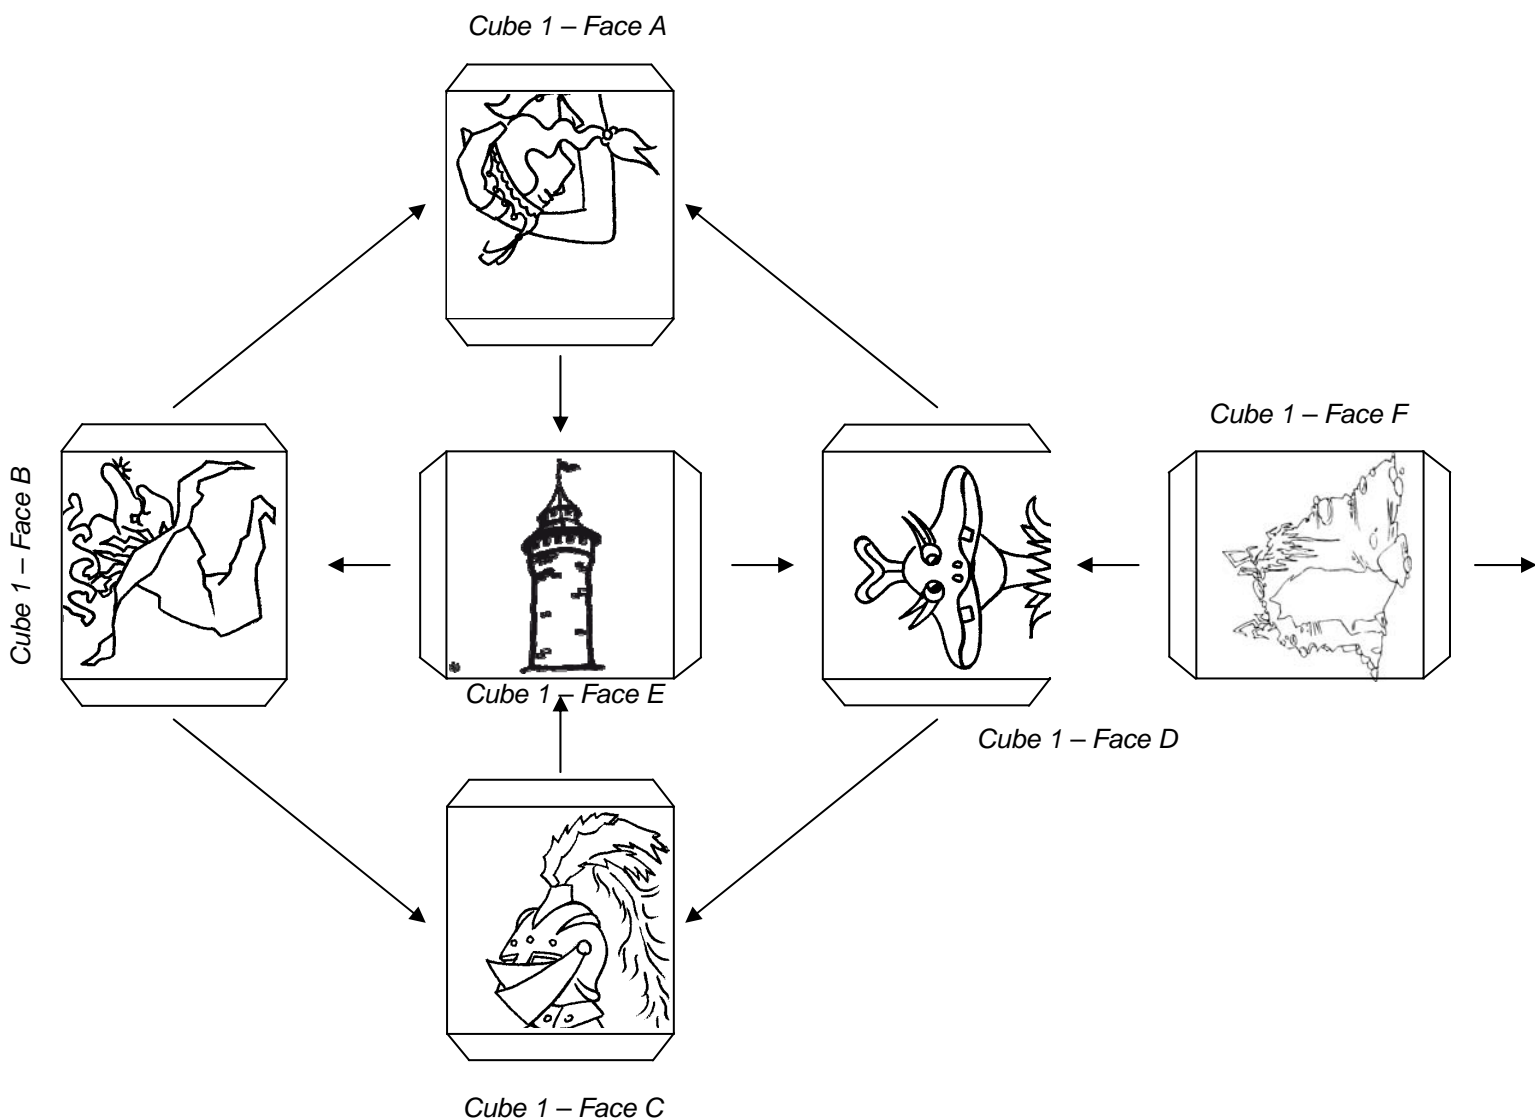 Cube 1 – Face A
Cube 1 – Face F
Cube 1 – Face B
Cube 1 – Face E
Cube 1 – Face D
Cube 1 – Face C